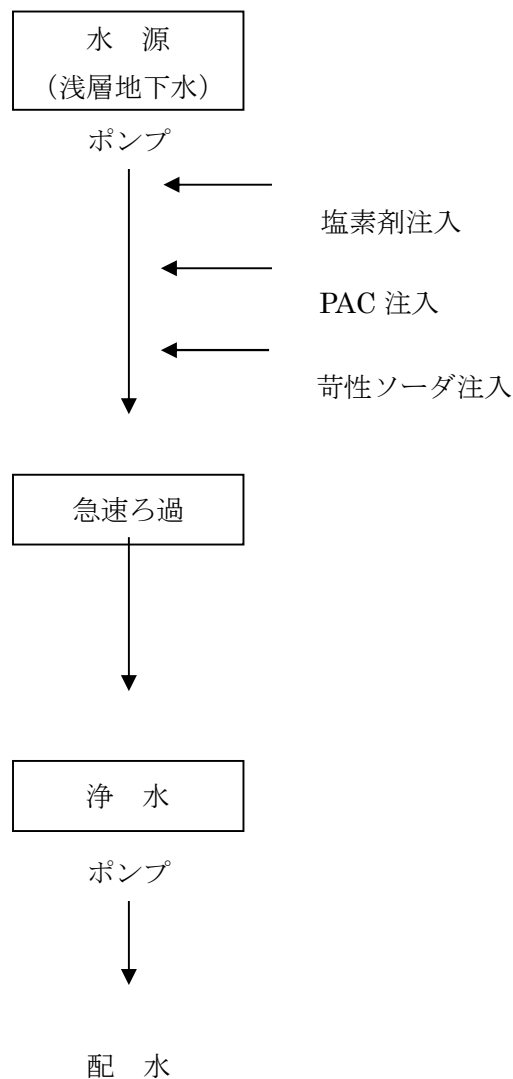 水　源
（浅層地下水）
ポンプ
塩素剤注入
PAC 注入
苛性ソーダ注入
急速ろ過
浄　水
ポンプ
配　水